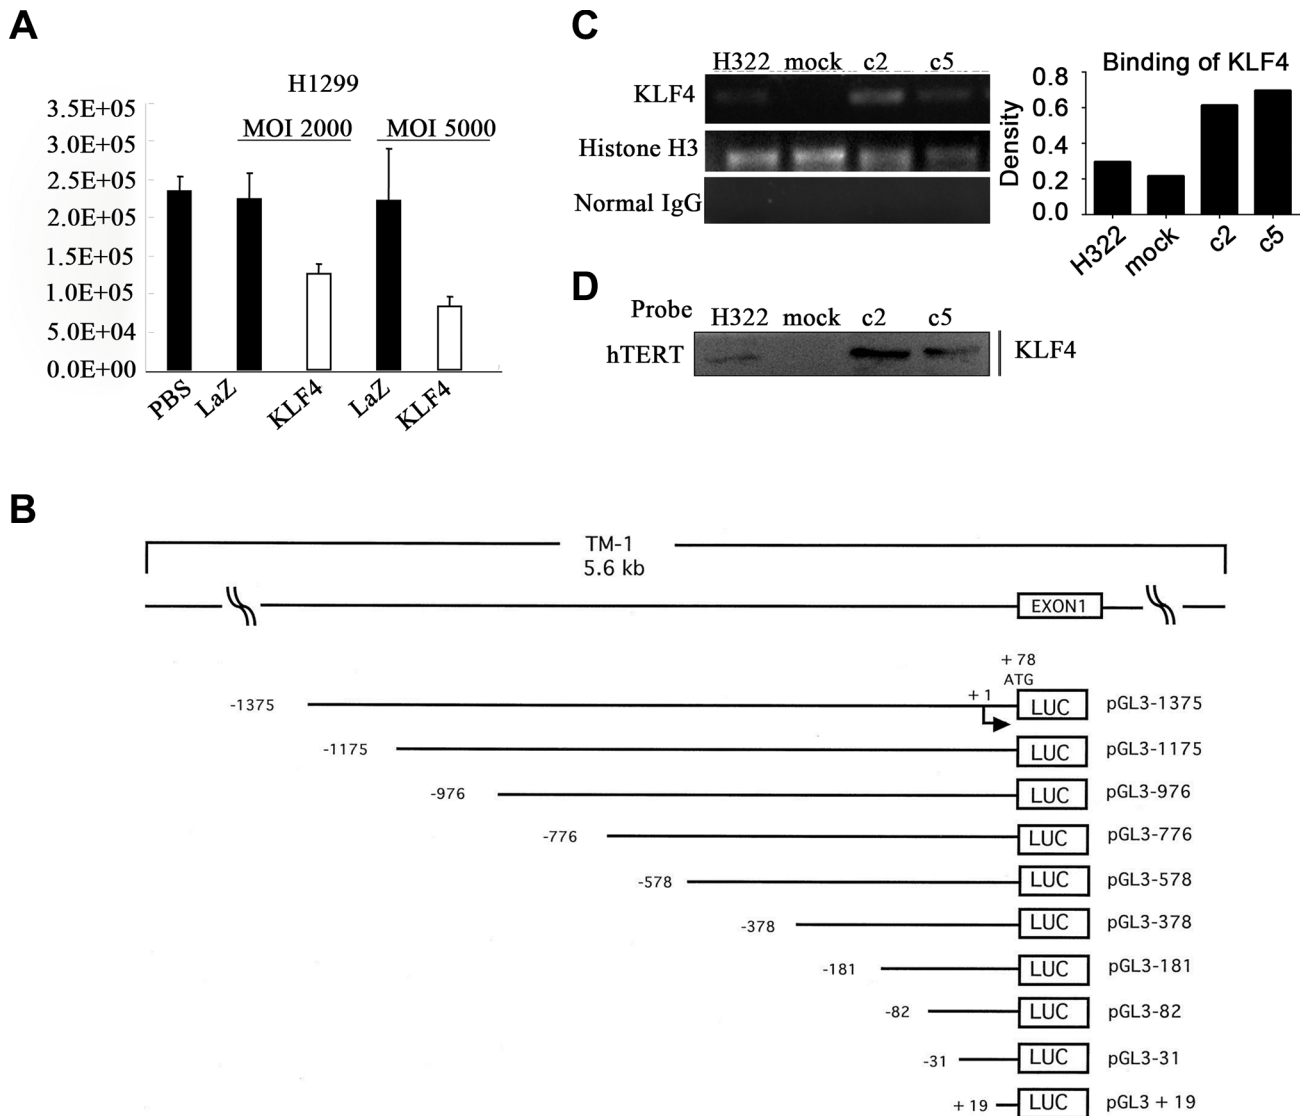 A
H1299
MOI 2000
MOI 5000
3.5E+05
3.0E+05
2.5E+05
2.0E+05
1.5E+05
1.0E+05
5.0E+04
0.0E+00
PBS
LaZ
KLF4
LaZ
KLF4
C
H322 mock c2 c5
KLF4
Histone H3
Normal IgG
Binding of KLF4
Density
0.8
0.6
0.4
0.2
0.0
H322
mock
c2
c5
D
Probe
H322 mock c2 c5
hTERT
KLF4
B
TM-1
5.6 kb
EXON1
+ 78
ATG
+ 1
-1375 LUC pGL3-1375
-1175 LUC pGL3-1175
-976 LUC pGL3-976
-776 LUC pGL3-776
-578 LUC pGL3-578
-378 LUC pGL3-378
-181 LUC pGL3-181
-82 LUC pGL3-82
-31 LUC pGL3-31
+ 19 LUC pGL3 + 19